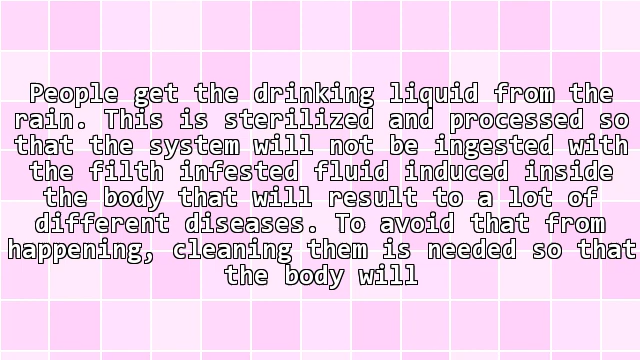 People get the drinking liquid from the
rain. This is sterilized and processed so
that the system will not be ingested with
the filth infested fluid induced inside
the body that will result to a lot of
different diseases. To avoid that from
happening, cleaning them is needed so that
the body will